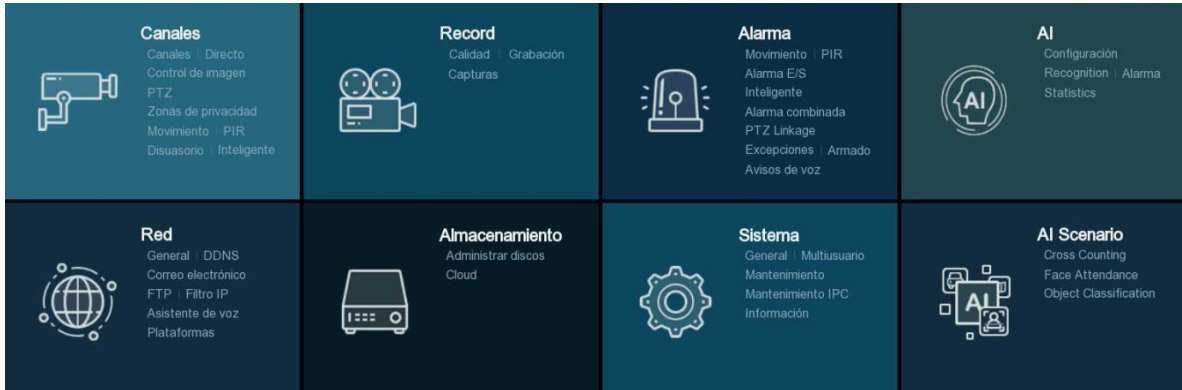 Canales
Canales | Directo
Control de imagen
PTZ
Zonas de privacidad
Movimiento | PIR
Disuasorio | Inteligente
Record
Calidad | Grabación
Capturas
Alarma
Movimiento | PIR
Alarma E/S
Inteligente
Alarma combinada
PTZ Linkage
Excepciones | Armado
Avisos de voz
AI
Configuración
Recognition | Alarma
Statistics
AI
Red
General | DDNS
Correo electrónico
FTP | Filtro IP
Asistente de voz
Plataformas
Almacenamiento
Administrar discos
Cloud
Sistema
General | Multiusuario
Mantenimiento
Mantenimiento IPC
Información
AI Scenario
Cross Counting
Face Attendance
Object Classification
AI